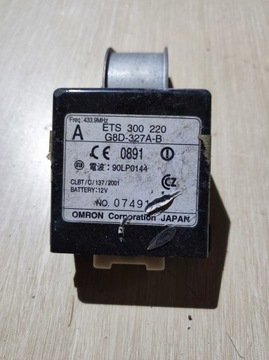 Freq.:433.9MHz
A ETS 300 220
G8D-327A-B
CE 0891
電波:90LP0144
CLBT/C/137/2001
BATTERY:12V
CZ
NO. 07491
OMRON Corporation JAPAN